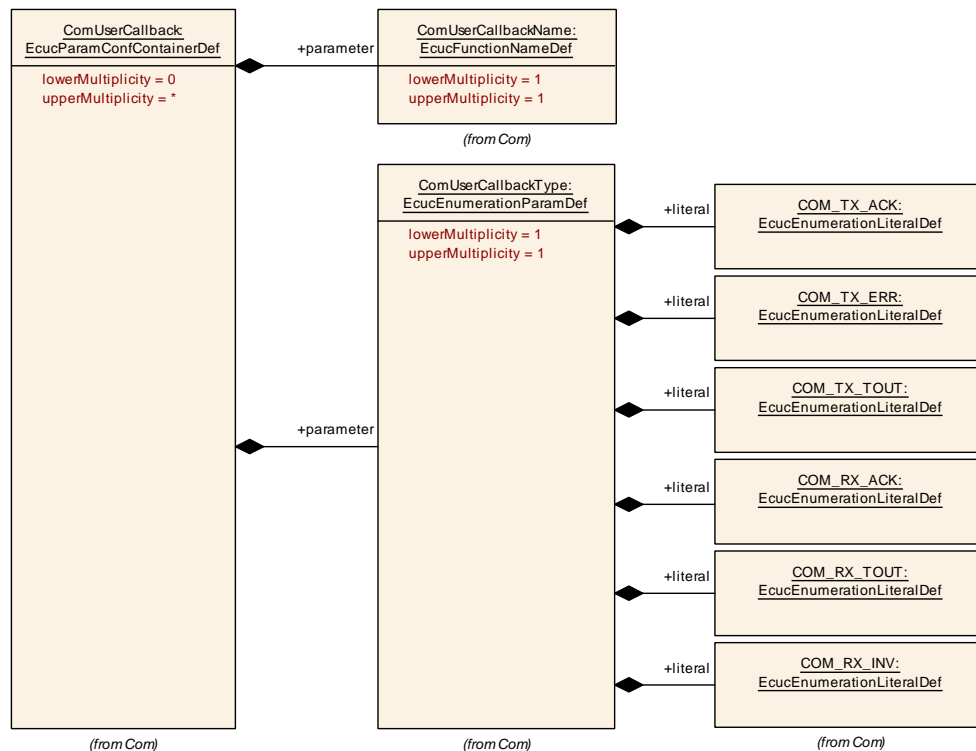 ComUserCallback:
EcucParamConfContainerDef
lowerMultiplicity = 0
upperMultiplicity = *
(from Com)
+parameter
ComUserCallbackName:
EcucFunctionNameDef
lowerMultiplicity = 1
upperMultiplicity = 1
(from Com)
+parameter
ComUserCallbackType:
EcucEnumerationParamDef
lowerMultiplicity = 1
upperMultiplicity = 1
(from Com)
+literal
COM_TX_ACK:
EcucEnumerationLiteralDef
+literal
COM_TX_ERR:
EcucEnumerationLiteralDef
+literal
COM_TX_TOUT:
EcucEnumerationLiteralDef
+literal
COM_RX_ACK:
EcucEnumerationLiteralDef
+literal
COM_RX_TOUT:
EcucEnumerationLiteralDef
+literal
COM_RX_INV:
EcucEnumerationLiteralDef
(from Com)